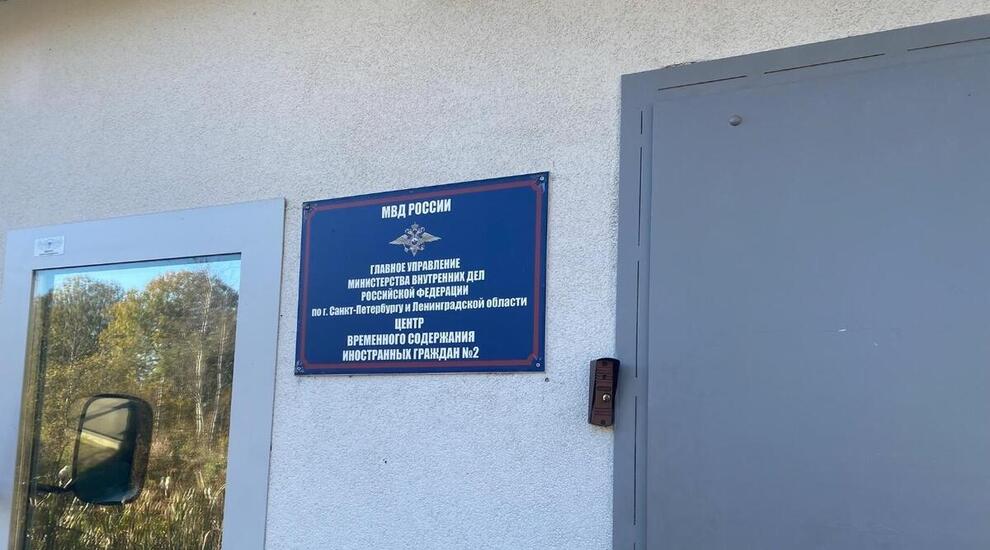 МВД РОССИИ
ГЛАВНОЕ УПРАВЛЕНИЕ
МИНИСТЕРСТВА ВНУТРЕННИХ ДЕЛ
РОССИЙСКОЙ ФЕДЕРАЦИИ
по г. Санкт-Петербургу и Ленинградской области
ЦЕНТР
ВРЕМЕННОГО СОДЕРЖАНИЯ
ИНОСТРАННЫХ ГРАЖДАН №2